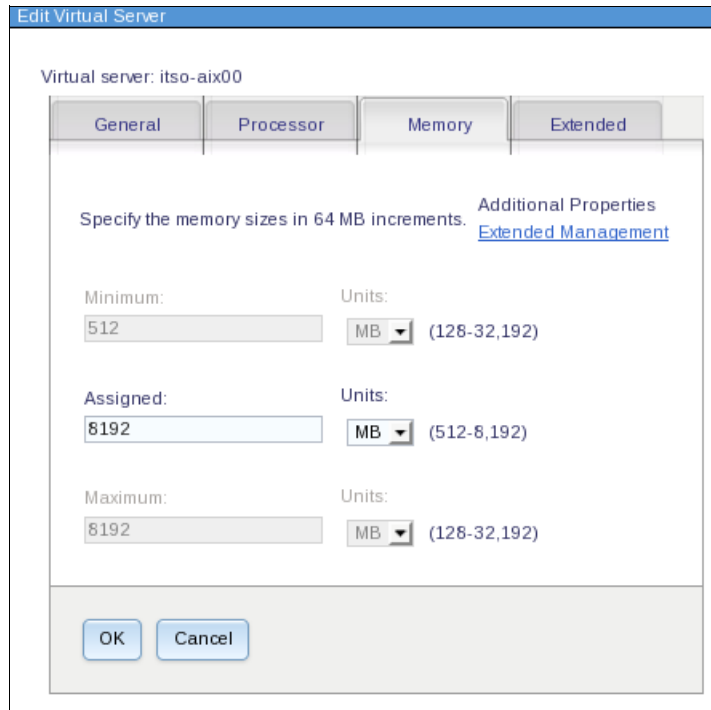 Edit Virtual Server
Virtual server: itso-aix00
General Processor Memory Extended
Specify the memory sizes in 64 MB increments.
Additional Properties
Extended Management
Minimum: Units:
512 MB (128-32,192)
Assigned: Units:
8192 MB (512-8,192)
Maximum: Units:
8192 MB (128-32,192)
OK Cancel